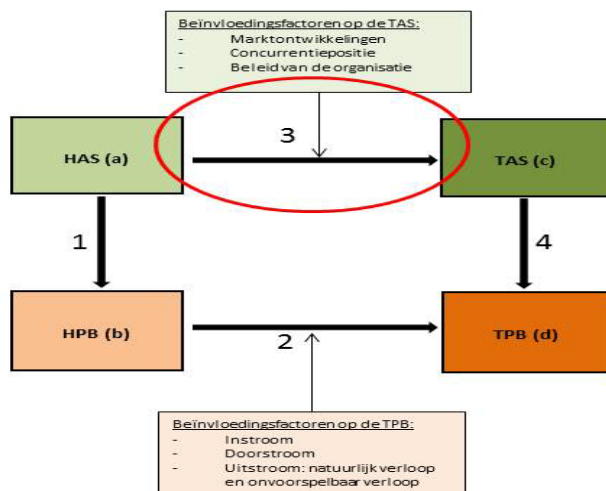 Beïnvloedingsfactoren op de TAS:
- Marktontwikkelingen
- Concurrentiepositie
- Beleid van de organisatie
HAS (a)
3
TAS (c)
1
4
HPB (b)
2
TPB (d)
Beïnvloedingsfactoren op de TPB:
- Instroom
- Doorstroom
- Uitstroom: natuurlijk verloop
en onvoorspelbaar verloop